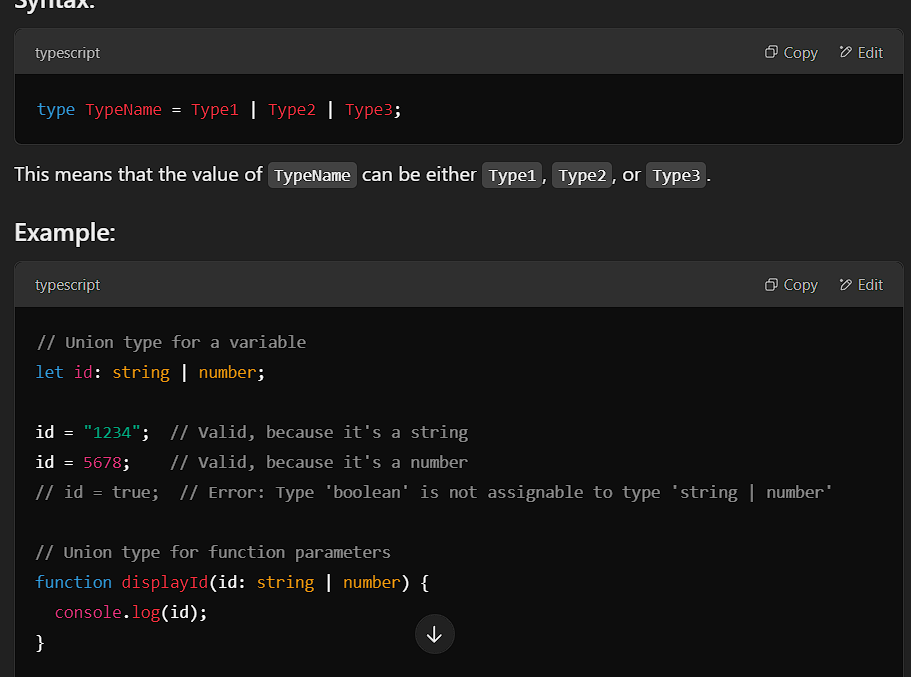 Syntax:
typescript Copy Edit
type TypeName = Type1 | Type2 | Type3;
This means that the value of TypeName can be either Type1, Type2, or Type3.
Example:
typescript Copy Edit
// Union type for a variable
let id: string | number;
id = "1234";  // Valid, because it's a string
id = 5678;    // Valid, because it's a number
// id = true;  // Error: Type 'boolean' is not assignable to type 'string | number'
// Union type for function parameters
function displayId(id: string | number) {
  console.log(id);
}